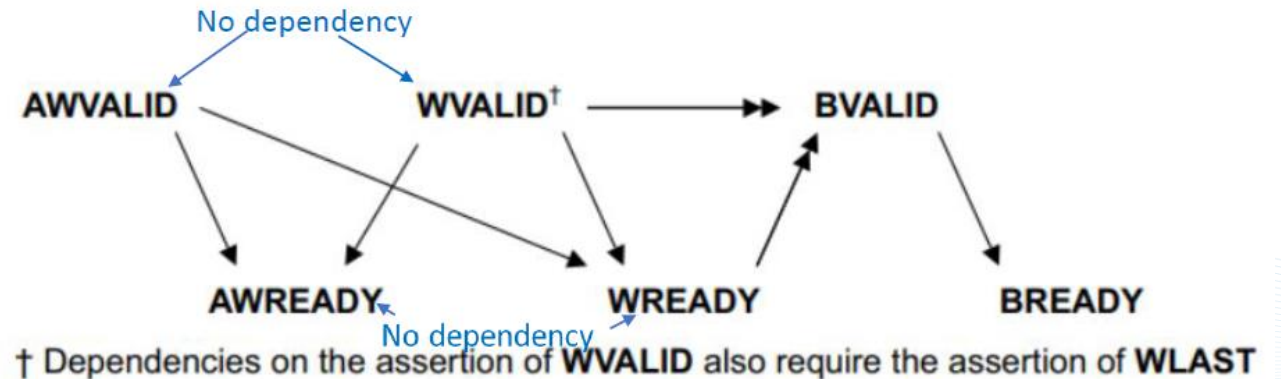 No dependency
AWVALID WVALID† BVALID
AWREADY WREADY BREADY
No dependency
† Dependencies on the assertion of WVALID also require the assertion of WLAST